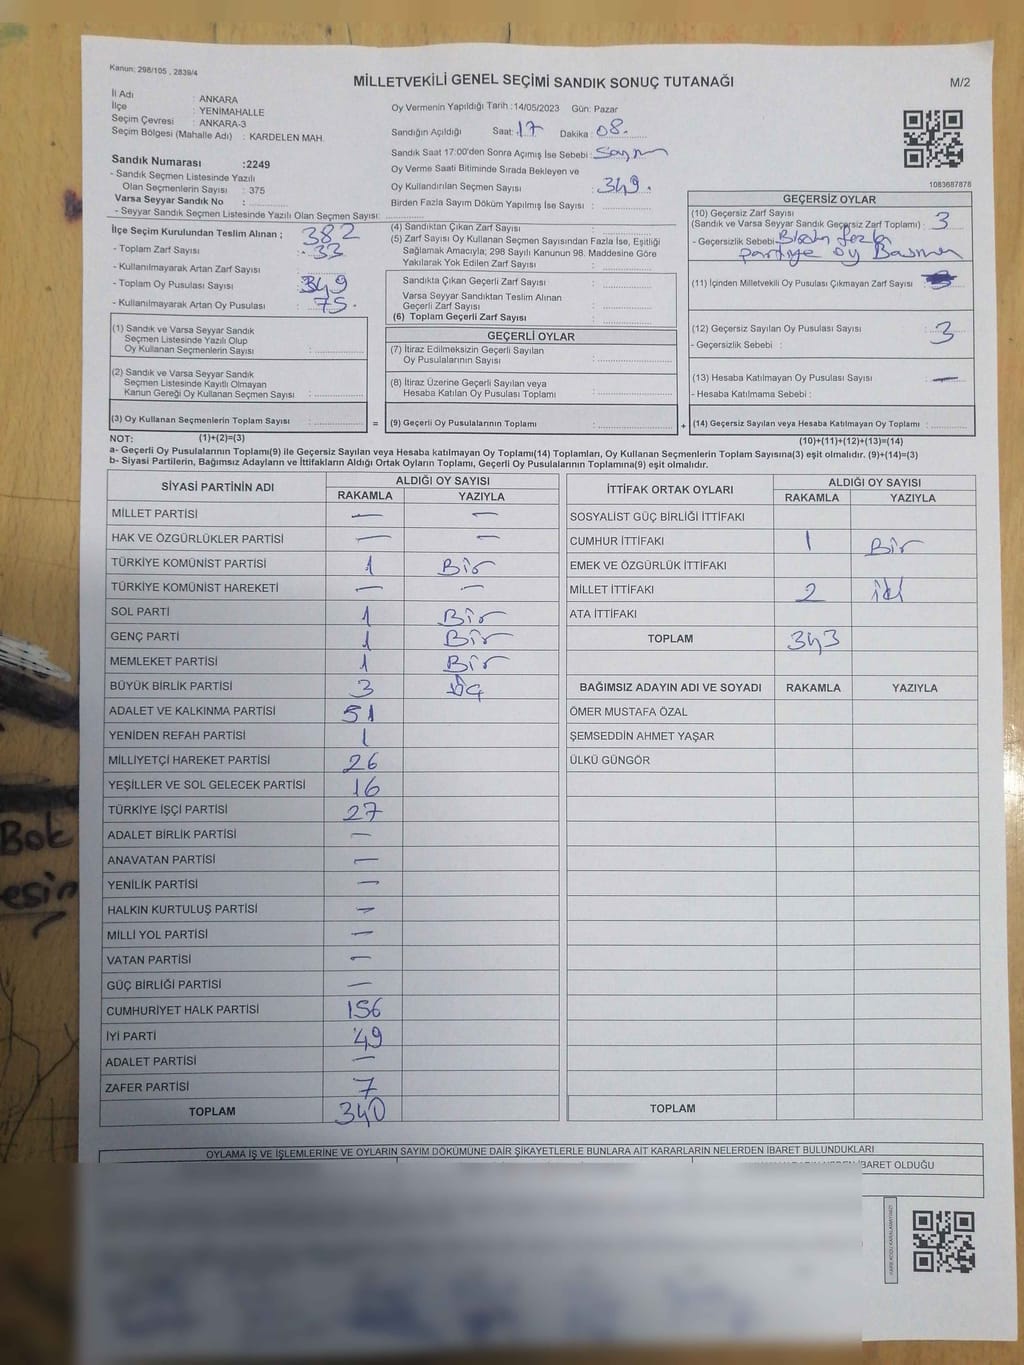 Kanun: 298/105 , 2839/4
MİLLETVEKİLİ GENEL SEÇİMİ SANDIK SONUÇ TUTANAĞI
M/2
İl Adı : ANKARA
İlçe : YENİMAHALLE
Seçim Çevresi : ANKARA-3
Seçim Bölgesi (Mahalle Adı) : KARDELEN MAH.
Sandık Numarası :2249
- Sandık Seçmen Listesinde Yazılı
Olan Seçmenlerin Sayısı : 375
Varsa Seyyar Sandık No :
- Seyyar Sandık Seçmen Listesinde Yazılı Olan Seçmen Sayısı:
Oy Vermenin Yapıldığı Tarih :14/05/2023 Gün: Pazar
Sandığın Açıldığı Saat: 17 Dakika : 08.
Sandık Saat 17:00'den Sonra Açımış İse Sebebi : Sayım
Oy Verme Saati Bitiminde Sırada Bekleyen ve
Oy Kullandırılan Seçmen Sayısı : 349.
Birden Fazla Sayım Döküm Yapılmış İse Sayısı :
1083687878
İlçe Seçim Kurulundan Teslim Alınan ; 382
- Toplam Zarf Sayısı : 33
- Kullanılmayarak Artan Zarf Sayısı :
- Toplam Oy Pusulası Sayısı : 349
- Kullanılmayarak Artan Oy Pusulası : 75.
(1) Sandık ve Varsa Seyyar Sandık
Seçmen Listesinde Yazılı Olup
Oy Kullanan Seçmenlerin Sayısı :
(2) Sandık ve Varsa Seyyar Sandık
Seçmen Listesinde Kayıtlı Olmayan
Kanun Gereği Oy Kullanan Seçmen Sayısı :
(3) Oy Kullanan Seçmenlerin Toplam Sayısı : =
(4) Sandıktan Çıkan Zarf Sayısı :
(5) Zarf Sayısı Oy Kullanan Seçmen Sayısından Fazla İse, Eşitliği
Sağlamak Amacıyla; 298 Sayılı Kanunun 98. Maddesine Göre
Yakılarak Yok Edilen Zarf Sayısı :
Sandıkta Çıkan Geçerli Zarf Sayısı :
Varsa Seyyar Sandıktan Teslim Alınan
Geçerli Zarf Sayısı :
(6) Toplam Geçerli Zarf Sayısı :
GEÇERLİ OYLAR
(7) İtiraz Edilmeksizin Geçerli Sayılan
Oy Pusulalarının Sayısı :
(8) İtiraz Üzerine Geçerli Sayılan veya
Hesaba Katılan Oy Pusulası Toplamı :
(9) Geçerli Oy Pusulalarının Toplamı : +
GEÇERSİZ OYLAR
(10) Geçersiz Zarf Sayısı
(Sandık ve Varsa Seyyar Sandık Geçersiz Zarf Toplamı) : 3
- Geçersizlik Sebebi : Birden fazla
partiye oy Basma
(11) İçinden Milletvekili Oy Pusulası Çıkmayan Zarf Sayısı :
(12) Geçersiz Sayılan Oy Pusulası Sayısı : 3
- Geçersizlik Sebebi :
(13) Hesaba Katılmayan Oy Pusulası Sayısı : —
- Hesaba Katılmama Sebebi :
(14) Geçersiz Sayılan veya Hesaba Katılmayan Oy Toplamı :
NOT: (1)+(2)=(3) (10)+(11)+(12)+(13)=(14)
a- Geçerli Oy Pusulalarının Toplamı(9) ile Geçersiz Sayılan veya Hesaba katılmayan Oy Toplamı(14) Toplamları, Oy Kullanan Seçmenlerin Toplam Sayısına(3) eşit olmalıdır. (9)+(14)=(3)
b- Siyasi Partilerin, Bağımsız Adayların ve İttifakların Aldığı Ortak Oyların Toplamı, Geçerli Oy Pusulalarının Toplamına(9) eşit olmalıdır.
SİYASİ PARTİNİN ADI ALDIĞI OY SAYISI
RAKAMLA YAZIYLA
MİLLET PARTİSİ — —
HAK VE ÖZGÜRLÜKLER PARTİSİ — —
TÜRKİYE KOMÜNİST PARTİSİ 1 Bir
TÜRKİYE KOMÜNİST HAREKETİ — —
SOL PARTİ 1 Bir
GENÇ PARTİ 1 Bir
MEMLEKET PARTİSİ 1 Bir
BÜYÜK BİRLİK PARTİSİ 3 üç
ADALET VE KALKINMA PARTİSİ 51
YENİDEN REFAH PARTİSİ 1
MİLLİYETÇİ HAREKET PARTİSİ 26
YEŞİLLER VE SOL GELECEK PARTİSİ 16
TÜRKİYE İŞÇİ PARTİSİ 27
ADALET BİRLİK PARTİSİ —
ANAVATAN PARTİSİ —
YENİLİK PARTİSİ —
HALKIN KURTULUŞ PARTİSİ —
MİLLİ YOL PARTİSİ —
VATAN PARTİSİ —
GÜÇ BİRLİĞİ PARTİSİ —
CUMHURİYET HALK PARTİSİ 156
İYİ PARTİ 49
ADALET PARTİSİ —
ZAFER PARTİSİ 7
TOPLAM 340
İTTİFAK ORTAK OYLARI ALDIĞI OY SAYISI
RAKAMLA YAZIYLA
SOSYALİST GÜÇ BİRLİĞİ İTTİFAKI
CUMHUR İTTİFAKI 1 Bir
EMEK VE ÖZGÜRLÜK İTTİFAKI
MİLLET İTTİFAKI 2 iki
ATA İTTİFAKI
TOPLAM 343
BAĞIMSIZ ADAYIN ADI VE SOYADI RAKAMLA YAZIYLA
ÖMER MUSTAFA ÖZAL
ŞEMSEDDİN AHMET YAŞAR
ÜLKÜ GÜNGÖR
TOPLAM
OYLAMA İŞ VE İŞLEMLERİNE VE OYLARIN SAYIM DÖKÜMÜNE DAİR ŞİKAYETLERLE BUNLARA AİT KARARLARIN NELERDEN İBARET BULUNDUKLARI
İBARET OLDUĞU
Bok
esin